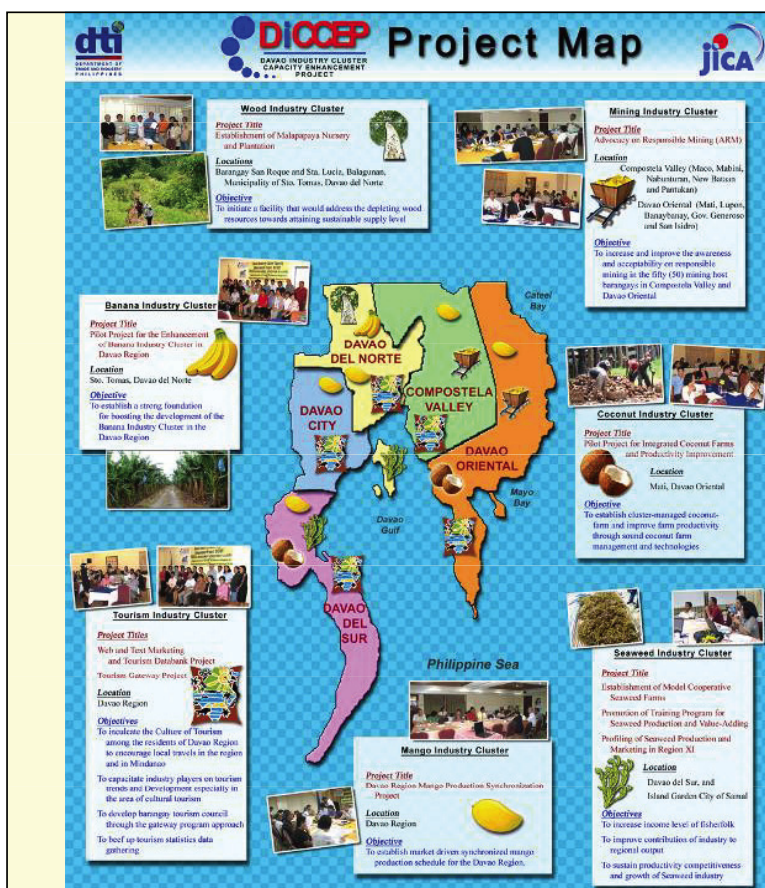 dti
DEPARTMENT OF
TRADE AND INDUSTRY
PHILIPPINES
DiCCEP
DAVAO INDUSTRY CLUSTER
CAPACITY ENHANCEMENT
PROJECT
Project Map
jICA
Wood Industry Cluster
Project Title
Establishment of Malapapaya Nursery
and Plantation
Locations
Barangay San Roque and Sta. Lucia, Balagunan,
Municipality of Sto. Tomas, Davao del Norte
Objective
To initiate a facility that would address the depleting wood
resources towards attaining sustainable supply level
Mining Industry Cluster
Project Title
Advocacy on Responsible Mining (ARM)
Location
Compostela Valley (Maco, Mabini,
Nabunturan, New Bataan
and Pantukan)
Davao Oriental (Mati, Lupon,
Banaybanay, Gov. Generoso
and San Isidro)
Objective
To increase and improve the awareness
and acceptability on responsible
mining in the fifty (50) mining host
barangays in Compostela Valley and
Davao Oriental
Banana Industry Cluster
Project Title
Pilot Project for the Enhancement
of Banana Industry Cluster in
Davao Region
Location
Sto. Tomas, Davao del Norte
Objective
To establish a strong foundation
for boosting the development of the
Banana Industry Cluster in the
Davao Region
Cateel
Bay
DAVAO
DEL NORTE
COMPOSTELA
VALLEY
DAVAO
CITY
DAVAO
ORIENTAL
Mayo
Bay
Davao
Gulf
DAVAO
DEL
SUR
Philippine Sea
Coconut Industry Cluster
Project Title
Pilot Project for Integrated Coconut Farms
and Productivity Improvement
Location
Mati, Davao Oriental
Objective
To establish cluster-managed coconut-
farm and improve farm productivity
through sound coconut farm
management and technologies
Tourism Industry Cluster
Project Titles
Web and Text Marketing
and Tourism Databank Project
Tourism Gateway Project
Location
Davao Region
Objectives
To inculcate the Culture of Tourism
among the residents of Davao Region
to encourage local travels in the region
and in Mindanao
To capacitate industry players on tourism
trends and Development especially in
the area of cultural tourism
To develop barangay tourism council
through the gateway program approach
To beef up tourism statistics data
gathering
Mango Industry Cluster
Project Title
Davao Region Mango Production Synchronization
Project
Location
Davao Region
Objective
To establish market driven synchronized mango
production schedule for the Davao Region.
Seaweed Industry Cluster
Project Title
Establishment of Model Cooperative
Seaweed Farms
Promotion of Training Program for
Seaweed Production and Value-Adding
Profiling of Seaweed Production and
Marketing in Region XI
Location
Davao del Sur, and
Island Garden City of Samal
Objectives
To increase income level of fisherfolk
To improve contribution of industry to
regional output
To sustain productivity competitiveness
and growth of Seaweed industry